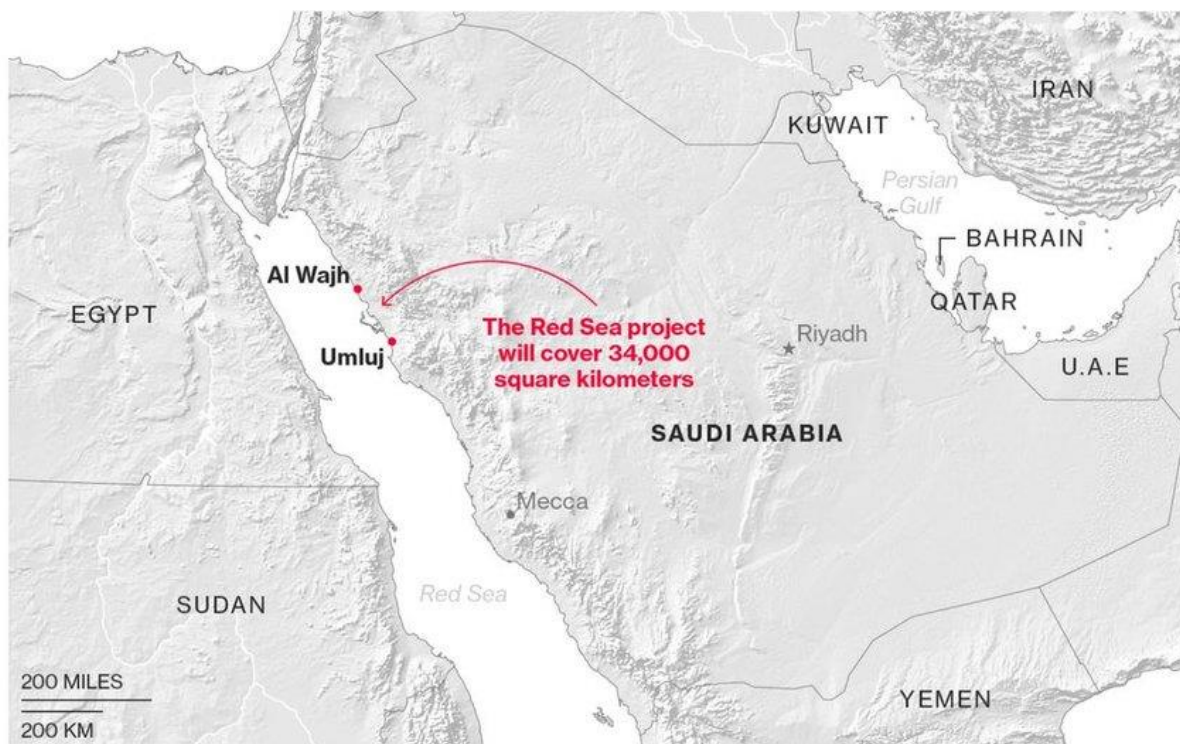 IRAN
KUWAIT
Persian
Gulf
BAHRAIN
Al Wajh
QATAR
EGYPT
The Red Sea project
will cover 34,000
square kilometers
Riyadh
Umluj
U.A.E
SAUDI ARABIA
Mecca
Red Sea
SUDAN
200 MILES
YEMEN
200 KM